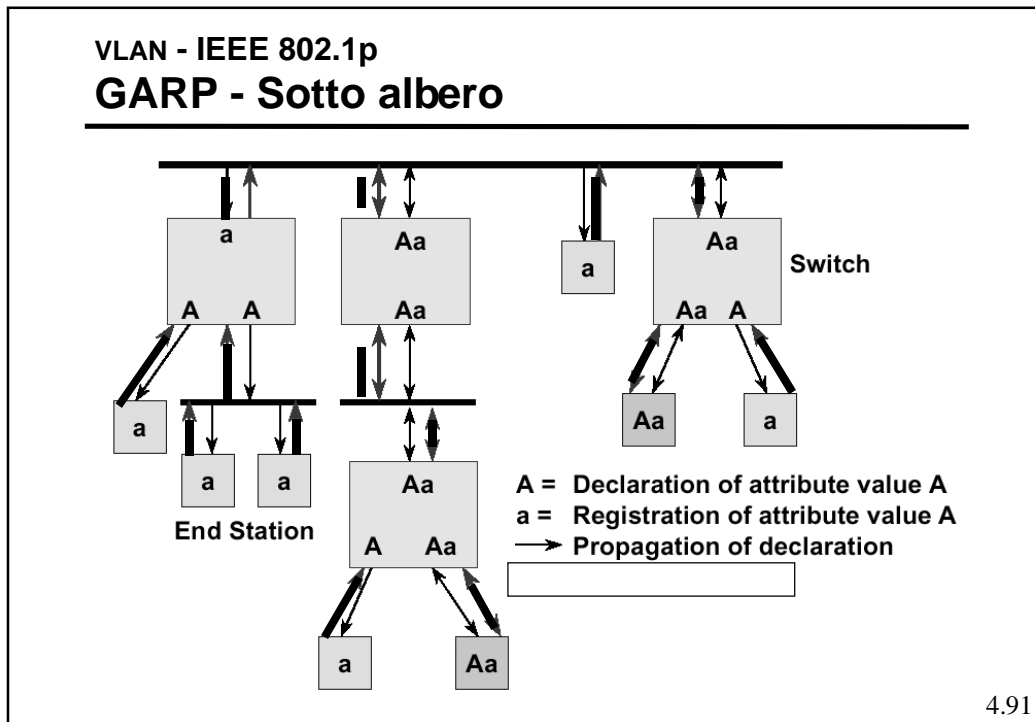 VLAN - IEEE 802.1p
GARP - Sotto albero
a
Aa
a
Aa
Switch
A A
Aa
Aa A
a
Aa
a
a
a
Aa
End Station
A = Declaration of attribute value A
a = Registration of attribute value A
Propagation of declaration
A Aa
a
Aa
4.91